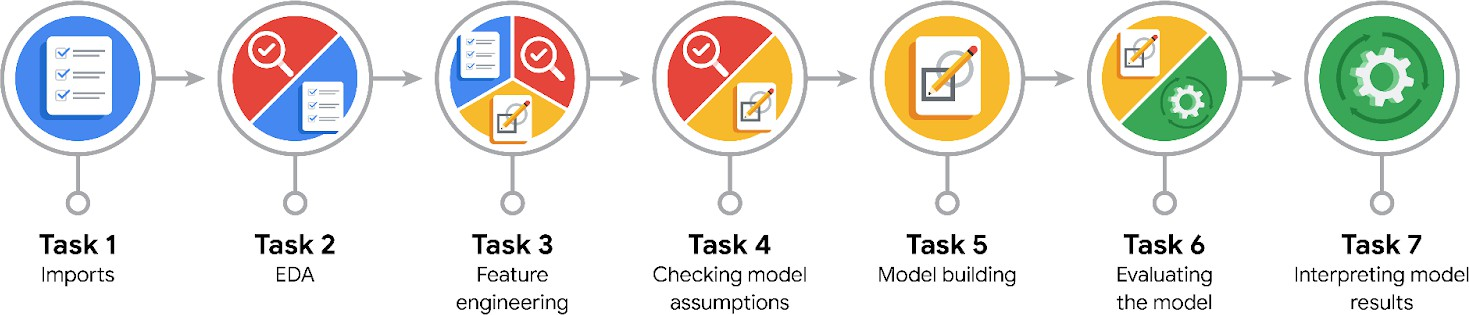 Task 1
Imports
Task 2
EDA
Task 3
Feature
engineering
Task 4
Checking model
assumptions
Task 5
Model building
Task 6
Evaluating
the model
Task 7
Interpreting model
results